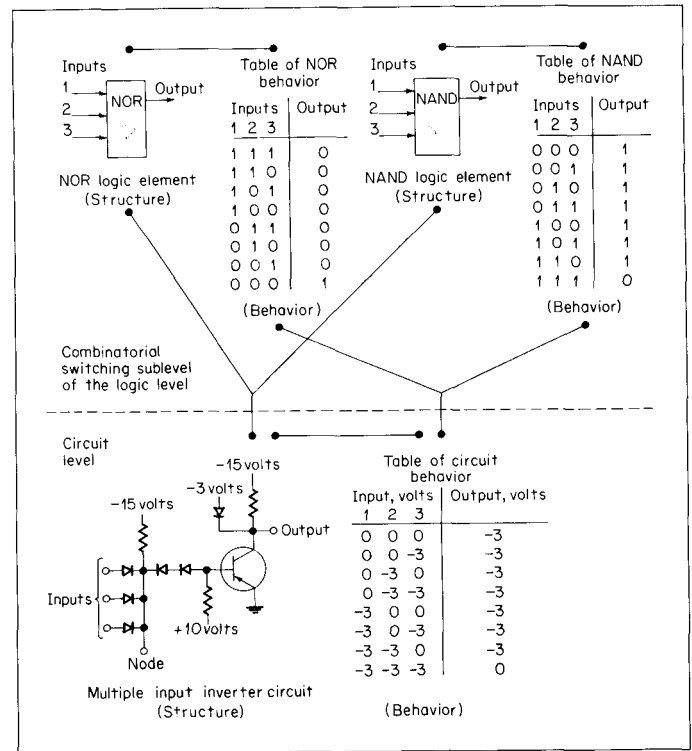 Inputs
1
2
3
NOR
Output
NOR logic element
(Structure)
Table of NOR
behavior
Inputs Output
1 2 3
1 1 1 0
1 1 0 0
1 0 1 0
1 0 0 0
0 1 1 0
0 1 0 0
0 0 1 0
0 0 0 1
(Behavior)
Inputs
1
2
3
NAND
Output
NAND logic element
(Structure)
Table of NAND
behavior
Inputs Output
1 2 3
0 0 0 1
0 0 1 1
0 1 0 1
0 1 1 1
1 0 0 1
1 0 1 1
1 1 0 1
1 1 1 0
(Behavior)
Combinatorial
switching sublevel
of the logic level
Circuit
level
-15 volts
-3 volts
-15 volts
Output
Inputs
+10 volts
Node
Multiple input inverter circuit
(Structure)
Table of circuit
behavior
Input, volts Output, volts
1 2 3
0 0 0 -3
0 0 -3 -3
0 -3 0 -3
0 -3 -3 -3
-3 0 0 -3
-3 0 -3 -3
-3 -3 0 -3
-3 -3 -3 0
(Behavior)